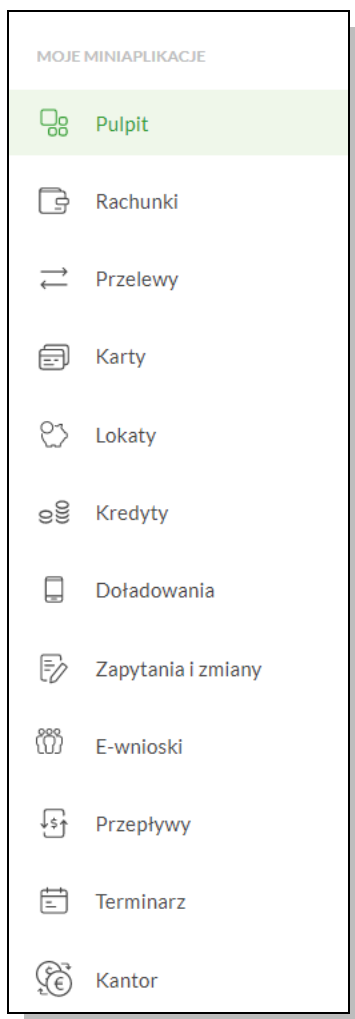 MOJE MINIAPLIKACJE
Pulpit
Rachunki
Przelewy
Karty
Lokaty
Kredyty
Doładowania
Zapytania i zmiany
E-wnioski
Przepływy
Terminarz
Kantor